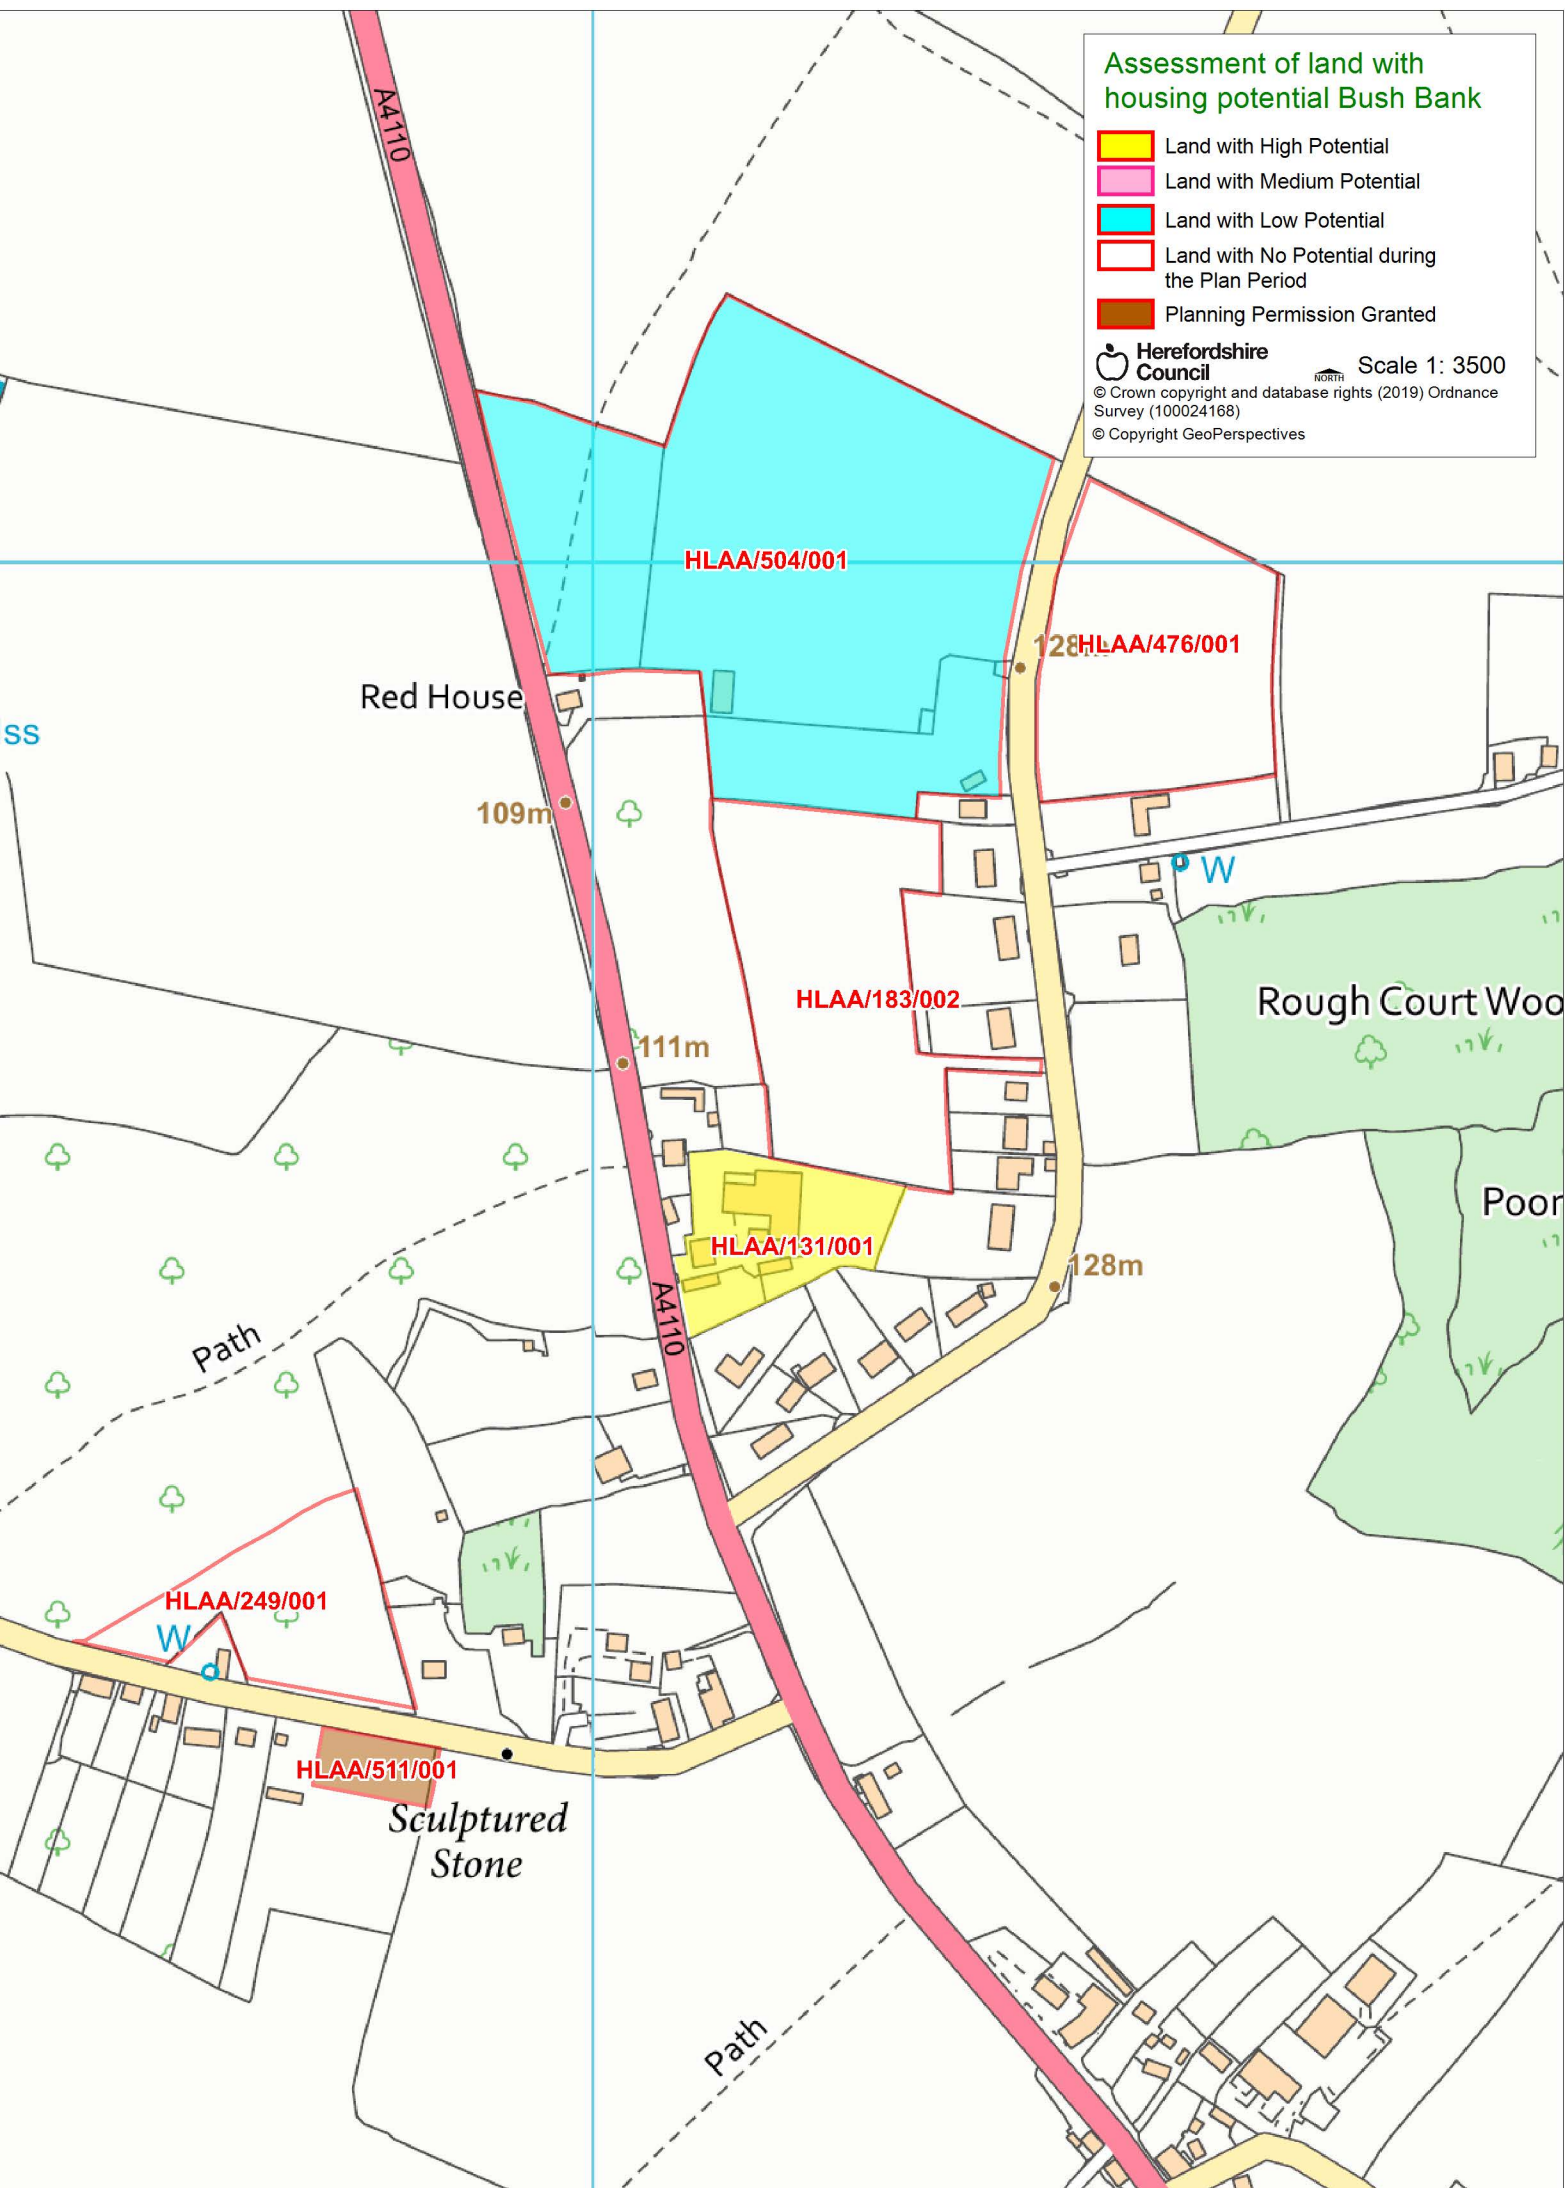 Assessment of land with
housing potential Bush Bank
Land with High Potential
Land with Medium Potential
Land with Low Potential
Land with No Potential during
the Plan Period
Planning Permission Granted
Herefordshire
Council
NORTH
Scale 1: 3500
© Crown copyright and database rights (2019) Ordnance
Survey (100024168)
© Copyright GeoPerspectives
A4110
HLAA/504/001
128m
HLAA/476/001
Red House
ss
109m
W
HLAA/183/002
Rough Court Woo
111m
Poor
HLAA/131/001
128m
A4110
Path
HLAA/249/001
W
HLAA/511/001
Sculptured
Stone
Path